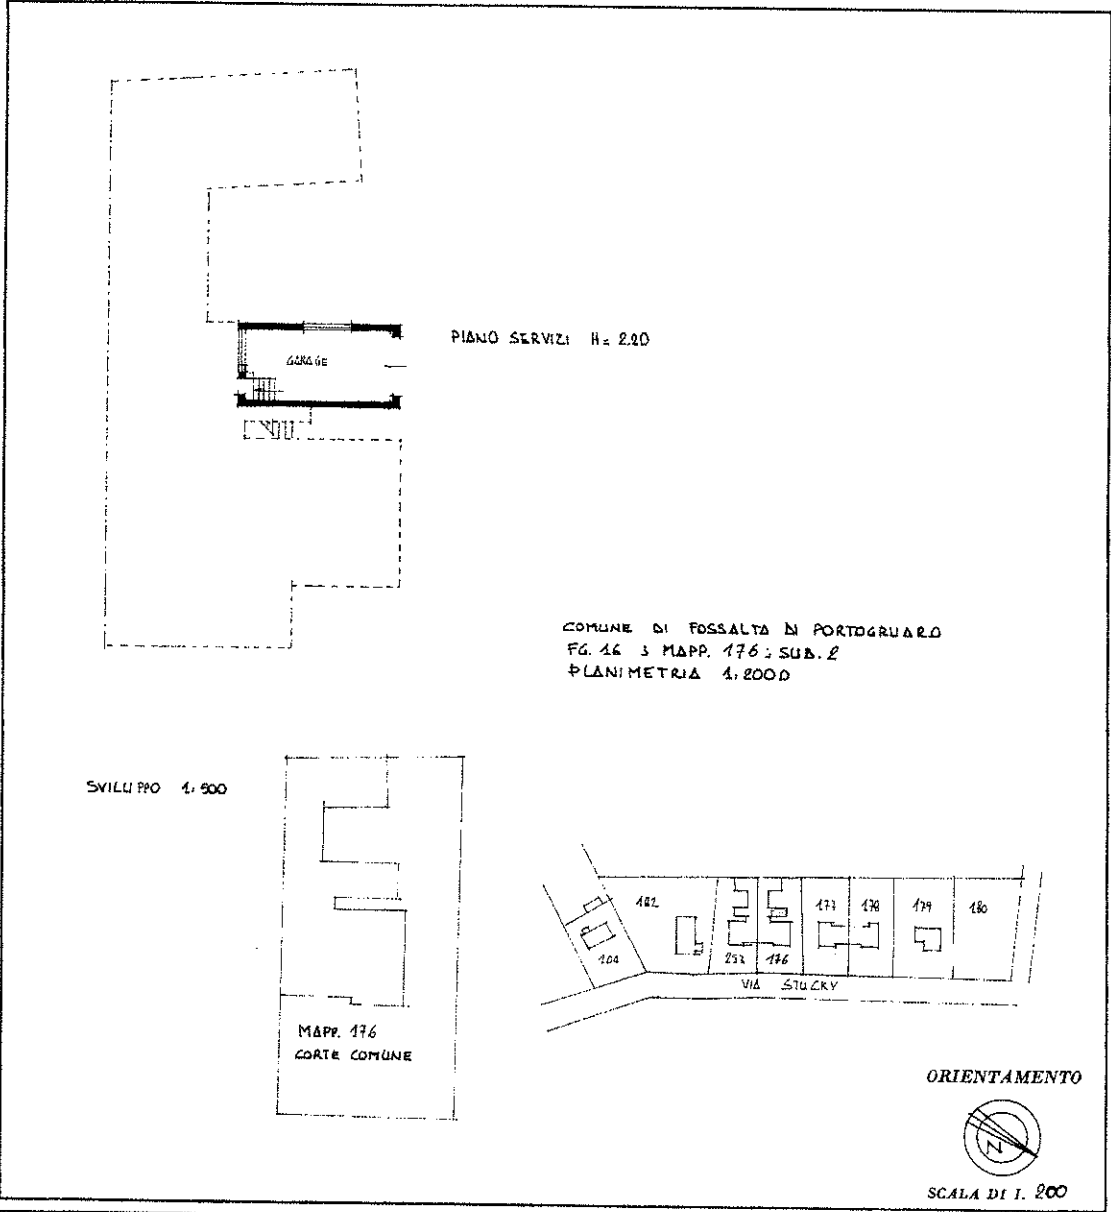 PIANO SERVIZI H= 2.20
GARAGE
COMUNE DI FOSSALTA DI PORTOGRUARO
FG. 16 ; MAPP. 176 ; SUB. 2
PLANIMETRIA 1:2000
SVILUPPO 1:500
MAPP. 176
CORTE COMUNE
182
204
253
176
177
178
179
180
VIA STUCKY
ORIENTAMENTO
N
SCALA DI 1: 200